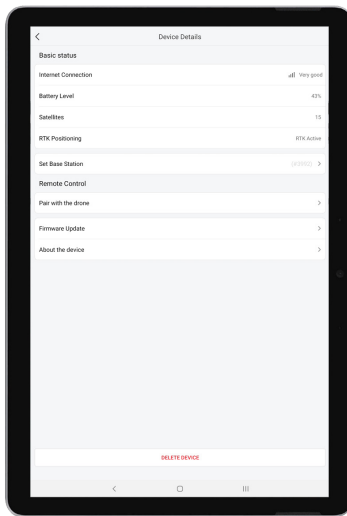 Device Details
Basic status
Internet Connection Very good
Battery Level 43%
Satellites 15
RTK Positioning RTK Active
Set Base Station
Remote Control
Pair with the drone
Firmware Update
About the device
DELETE DEVICE